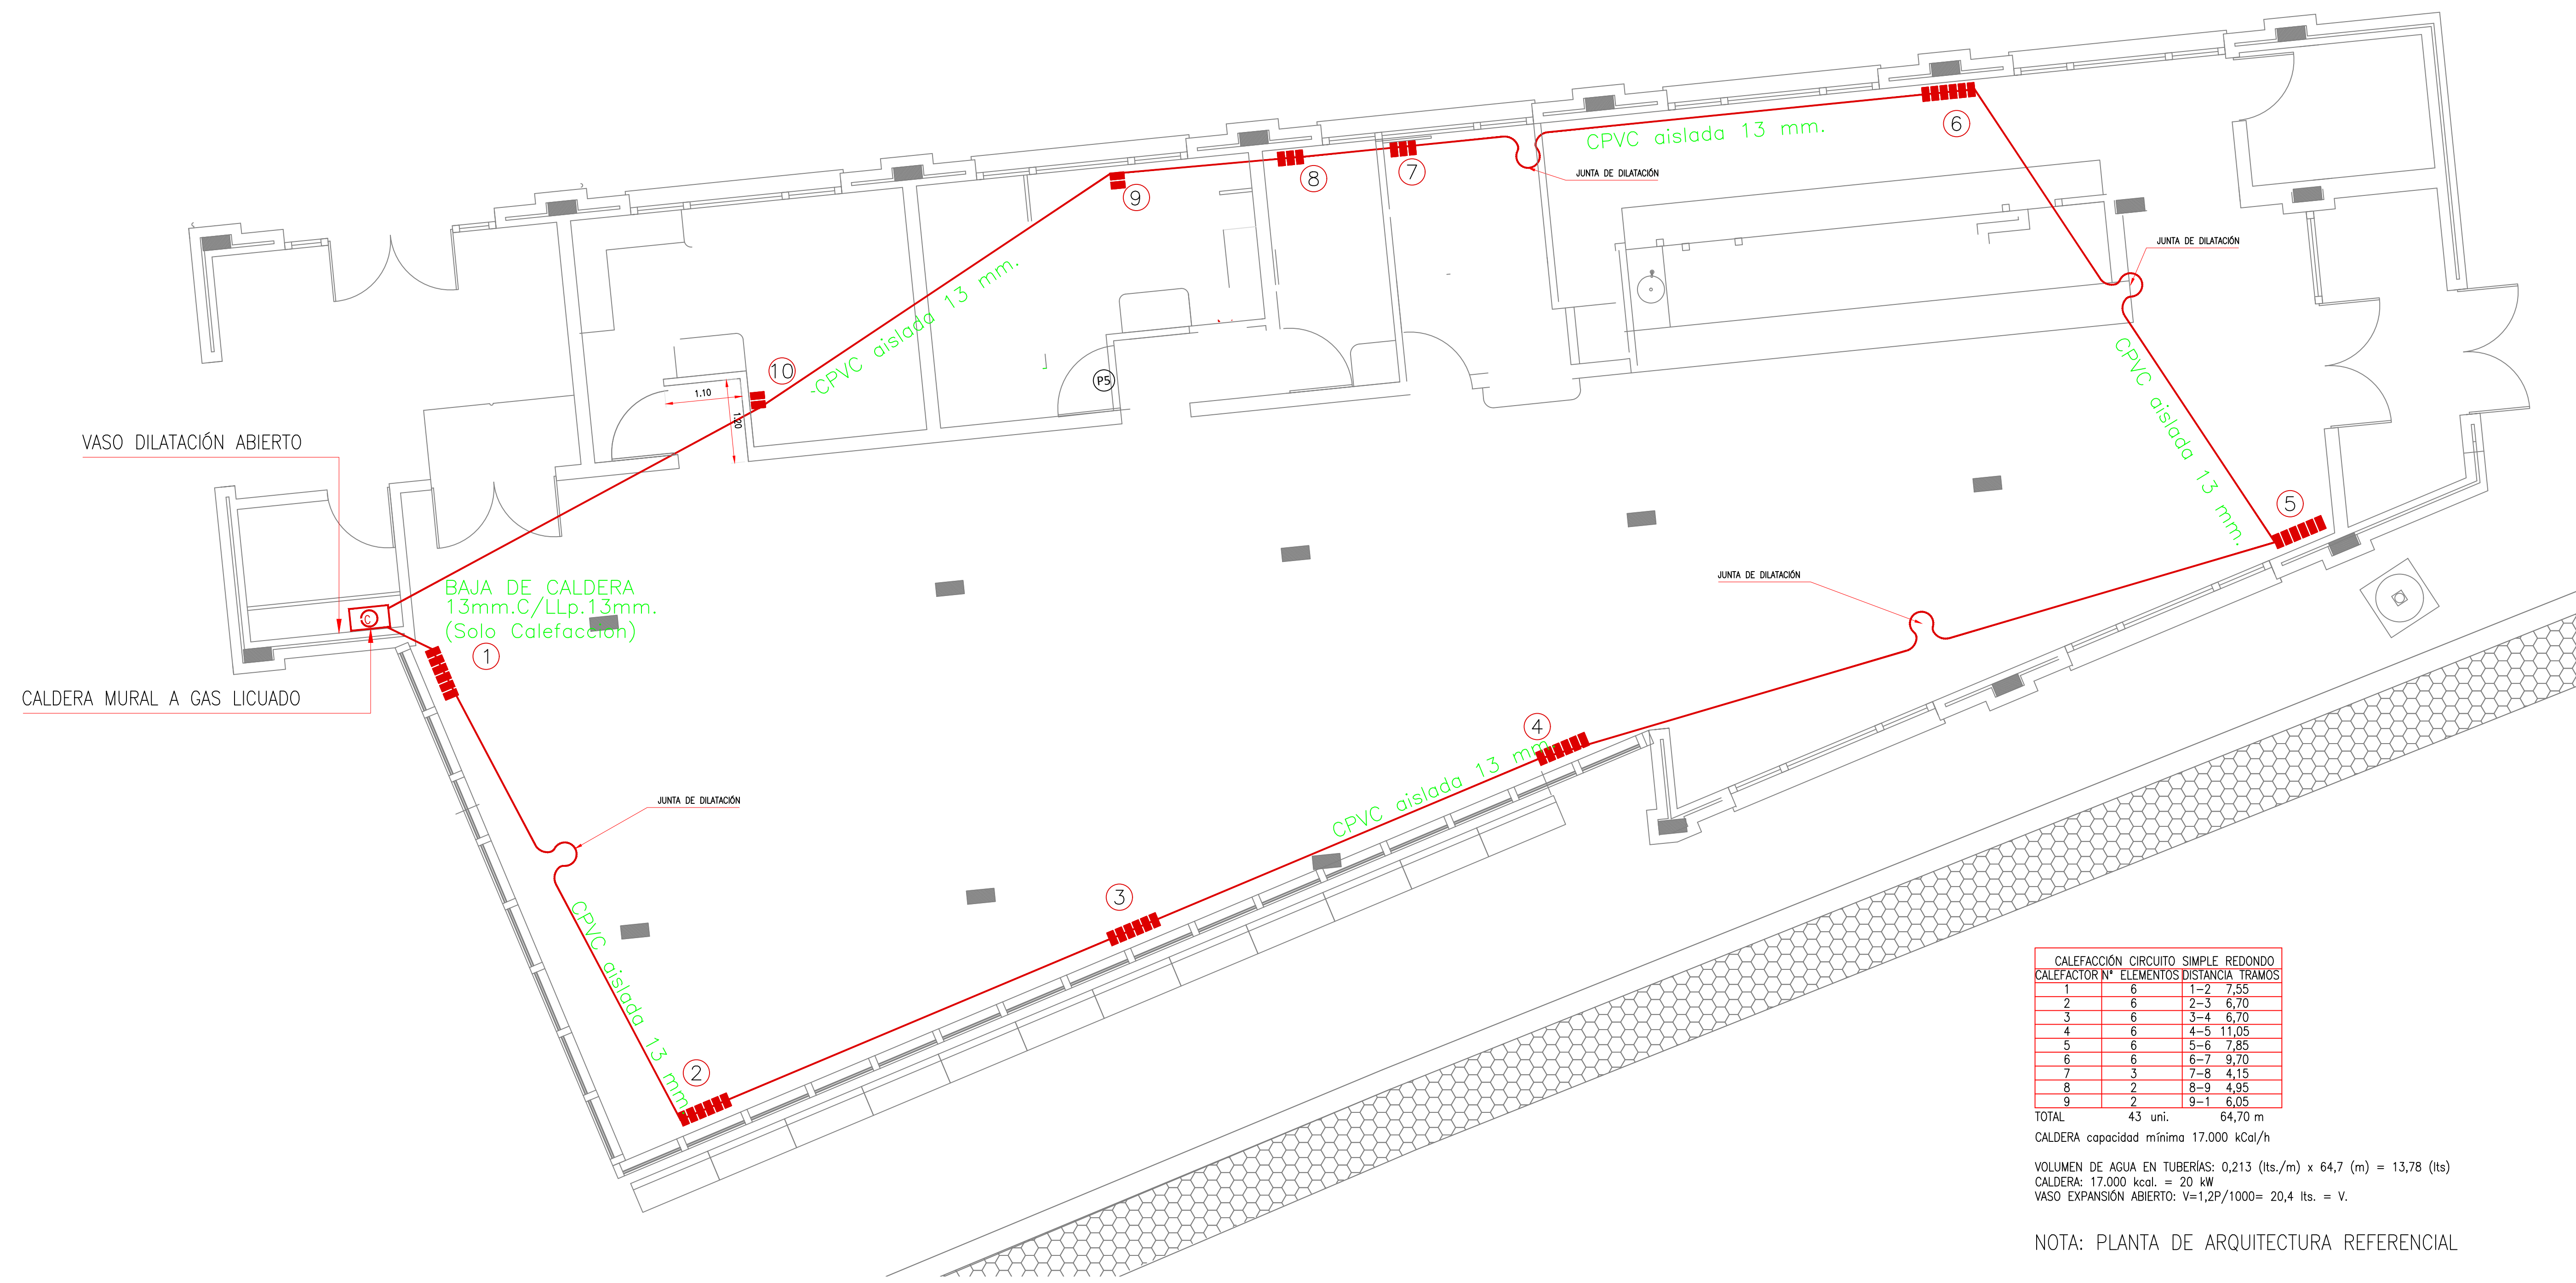 6
CPVC aislada 13 mm.
7
8
JUNTA DE DILATACIÓN
9
JUNTA DE DILATACIÓN
CPVC aislada 13 mm.
10
P5
1.10
1.20
CPVC aislada 13 mm.
VASO DILATACIÓN ABIERTO
5
JUNTA DE DILATACIÓN
BAJA DE CALDERA
13mm.C/LLp.13mm.
(Solo Calefacción)
C
1
CALDERA MURAL A GAS LICUADO
4
CPVC aislada 13 mm.
JUNTA DE DILATACIÓN
3
CPVC aislada 13 mm.
2
CALEFACCIÓN CIRCUITO SIMPLE REDONDO
CALEFACTOR N° ELEMENTOS DISTANCIA TRAMOS
1 6 1-2 7,55
2 6 2-3 6,70
3 6 3-4 6,70
4 6 4-5 11,05
5 6 5-6 7,85
6 6 6-7 9,70
7 3 7-8 4,15
8 2 8-9 4,95
9 2 9-1 6,05
TOTAL 43 uni. 64,70 m
CALDERA capacidad mínima 17.000 kCal/h
VOLUMEN DE AGUA EN TUBERÍAS: 0,213 (lts./m) x 64,7 (m) = 13,78 (lts)
CALDERA: 17.000 kcal. = 20 kW
VASO EXPANSIÓN ABIERTO: V=1,2P/1000= 20,4 lts. = V.
NOTA: PLANTA DE ARQUITECTURA REFERENCIAL